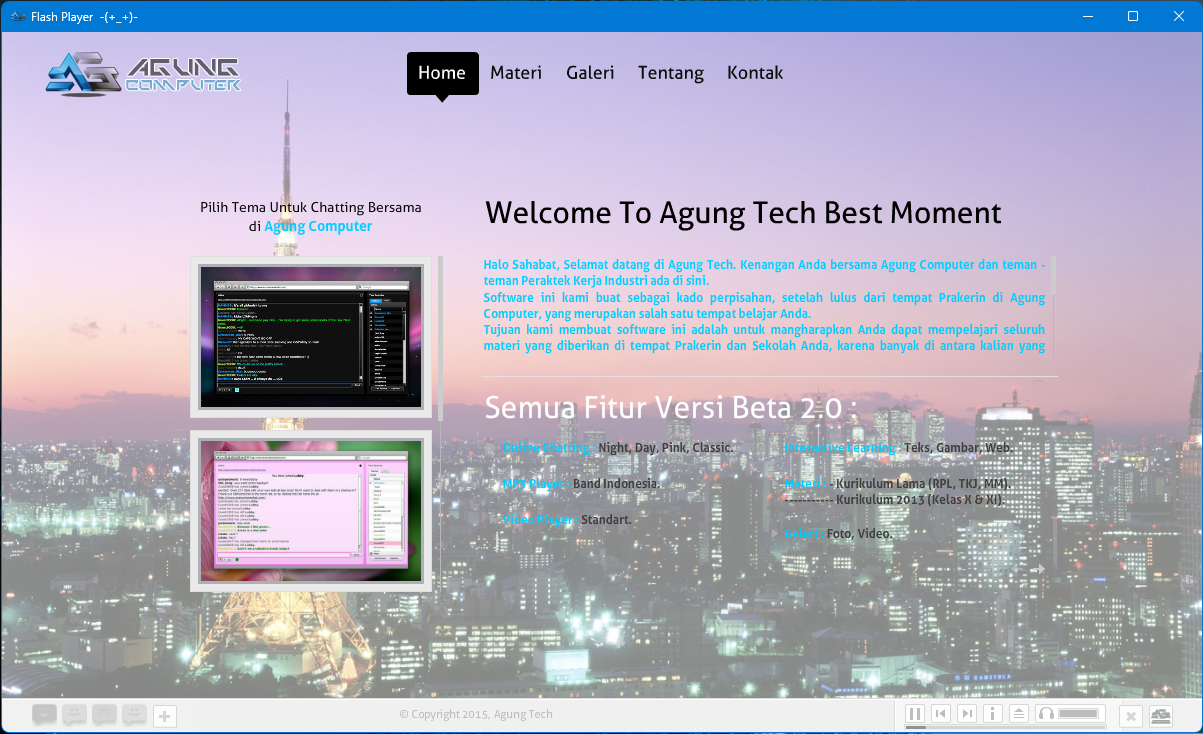 Flash Player -(+_+)-
AGUNG
COMPUTER
Home
Materi
Galeri
Tentang
Kontak
Pilih Tema Untuk Chatting Bersama
di Agung Computer
Welcome To Agung Tech Best Moment
Halo Sahabat, Selamat datang di Agung Tech. Kenangan Anda bersama Agung Computer dan teman -
teman Peraktek Kerja Industri ada di sini.
Software ini kami buat sebagai kado perpisahan, setelah lulus dari tempat Prakerin di Agung
Computer, yang merupakan salah satu tempat belajar Anda.
Tujuan kami membuat software ini adalah untuk mangharapkan Anda dapat mempelajari seluruh
materi yang diberikan di tempat Prakerin dan Sekolah Anda, karena banyak di antara kalian yang
Semua Fitur Versi Beta 2.0 :
Online Chatting : Night, Day, Pink, Classic.
MP3 Player : Band Indonesia.
Video Player : Standart.
Interactive Learning : Teks, Gambar, Web.
Materi : - Kurikulum Lama (RPL, TKJ, MM).
----------- Kurikulum 2013 (Kelas X & XI).
Galeri : Foto, Video.
© Copyright 2015, Agung Tech